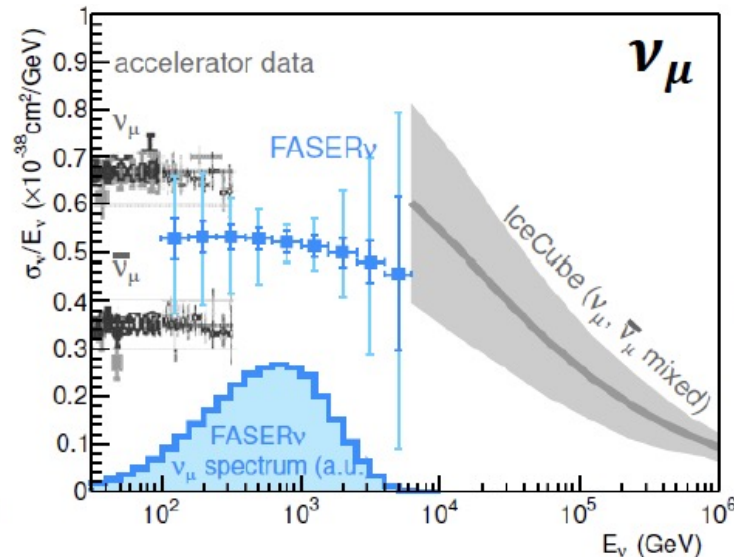 ν_μ
accelerator data
ν_μ
FASERν
ν̄_μ
IceCube (ν_μ, ν̄_μ mixed)
FASERν
ν_μ spectrum (a.u.)
σ_ν/E_ν (×10⁻³⁸cm²/GeV)
1
0.9
0.8
0.7
0.6
0.5
0.4
0.3
0.2
0.1
0
10² 10³ 10⁴ 10⁵ 10⁶
E_ν (GeV)